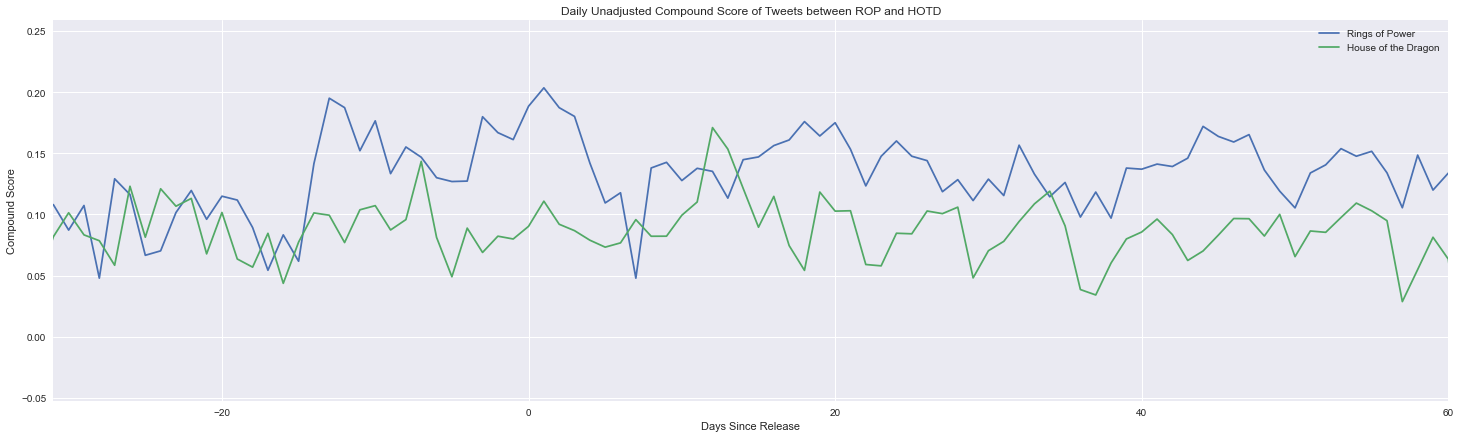 Daily Unadjusted Compound Score of Tweets between ROP and HOTD
0.25
Rings of Power
House of the Dragon
0.20
0.15
Compound Score
0.10
0.05
0.00
−0.05
−20
0
20
40
60
Days Since Release